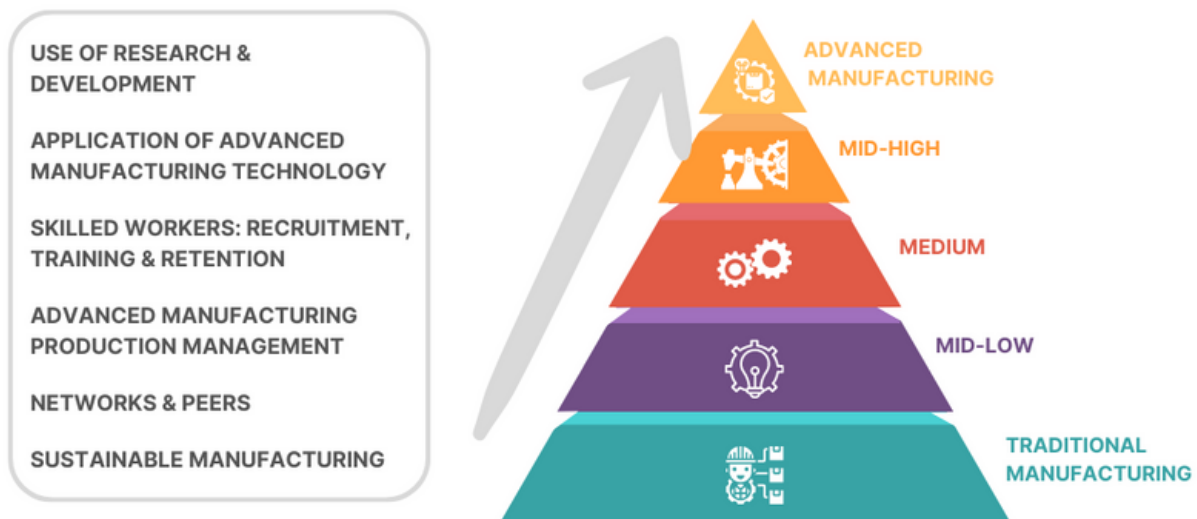 USE OF RESEARCH &
DEVELOPMENT
APPLICATION OF ADVANCED
MANUFACTURING TECHNOLOGY
SKILLED WORKERS: RECRUITMENT,
TRAINING & RETENTION
ADVANCED MANUFACTURING
PRODUCTION MANAGEMENT
NETWORKS & PEERS
SUSTAINABLE MANUFACTURING
ADVANCED
MANUFACTURING
MID-HIGH
MEDIUM
MID-LOW
TRADITIONAL
MANUFACTURING